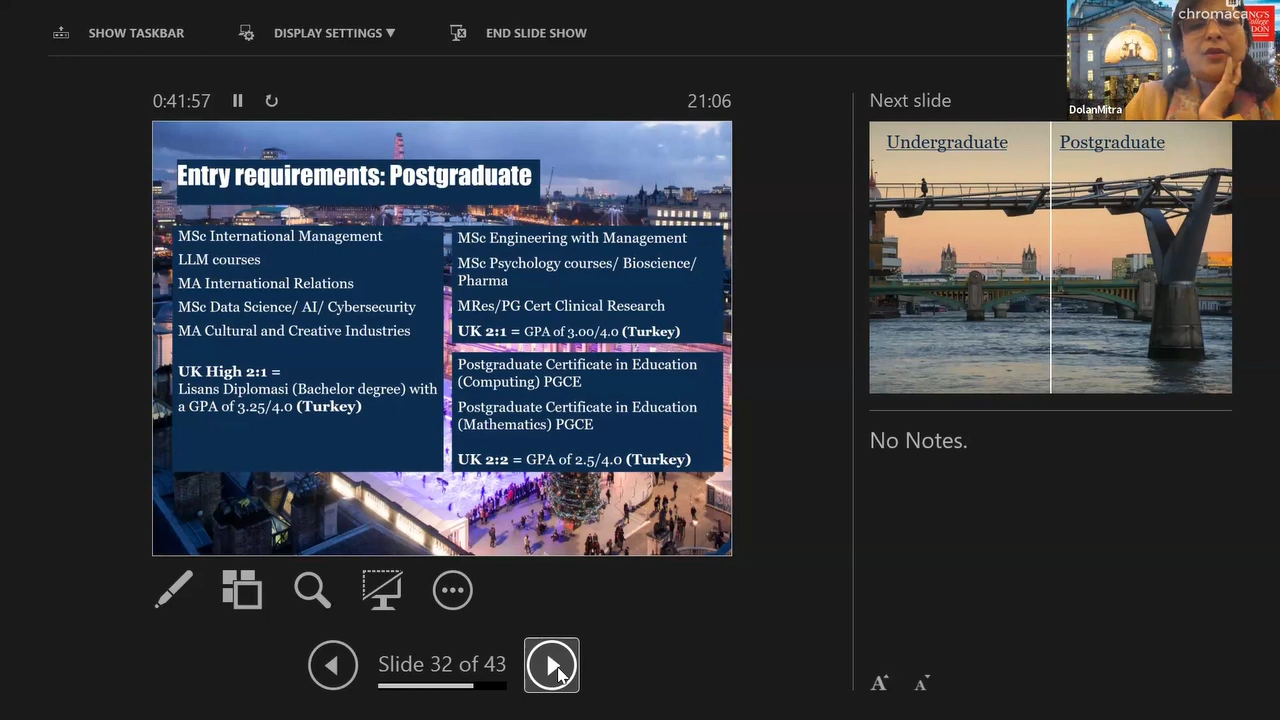 SHOW TASKBAR
DISPLAY SETTINGS ▼
END SLIDE SHOW
chromaca
NG'S
College
DON
DolanMitra
0:41:57
21:06
Next slide
Entry requirements: Postgraduate
MSc International Management
LLM courses
MA International Relations
MSc Data Science/ AI/ Cybersecurity
MA Cultural and Creative Industries
UK High 2:1 =
Lisans Diplomasi (Bachelor degree) with
a GPA of 3.25/4.0 (Turkey)
MSc Engineering with Management
MSc Psychology courses/ Bioscience/
Pharma
MRes/PG Cert Clinical Research
UK 2:1 = GPA of 3.00/4.0 (Turkey)
Postgraduate Certificate in Education
(Computing) PGCE
Postgraduate Certificate in Education
(Mathematics) PGCE
UK 2:2 = GPA of 2.5/4.0 (Turkey)
Undergraduate
Postgraduate
No Notes.
Slide 32 of 43
A A